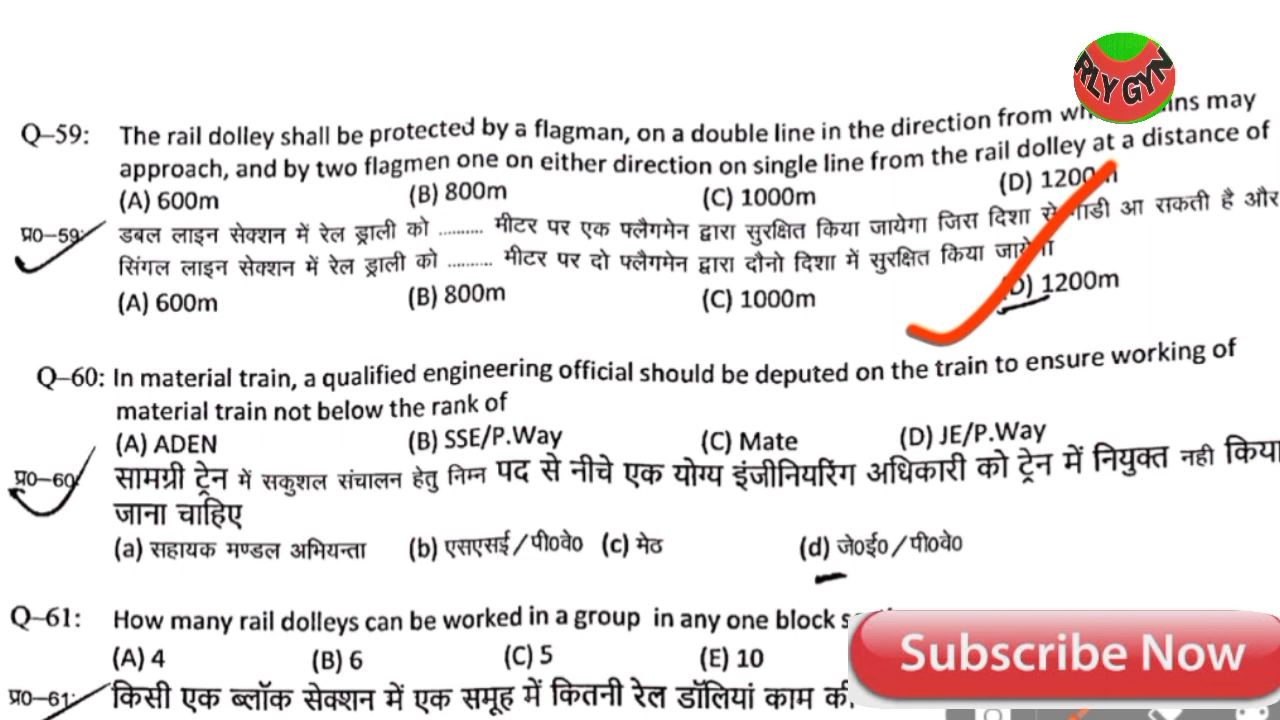 RLY GYN
Q–59: The rail dolley shall be protected by a flagman, on a double line in the direction from may
approach, and by two flagmen one on either direction on single line from the rail dolley at a distance of
(A) 600m (B) 800m (C) 1000m (D) 1200m
प्र0–59: डबल लाइन सेक्शन में रेल ड्राली को .......... मीटर पर एक फ्लैगमेन द्वारा सुरक्षित किया जायेगा जिस दिशा से गाडी आ सकती है और
सिंगल लाइन सेक्शन में रेल ड्राली को .......... मीटर पर दो फ्लैगमेन द्वारा दौनो दिशा में सुरक्षित किया जायेगा
(A) 600m (B) 800m (C) 1000m (D) 1200m
Q–60: In material train, a qualified engineering official should be deputed on the train to ensure working of
material train not below the rank of
(A) ADEN (B) SSE/P.Way (C) Mate (D) JE/P.Way
प्र0–60 सामग्री ट्रेन में सकुशल संचालन हेतु निम्न पद से नीचे एक योग्य इंजीनियरिंग अधिकारी को ट्रेन में नियुक्त नही किया
जाना चाहिए
(a) सहायक मण्डल अभियन्ता (b) एसएसई/पी0वे0 (c) मेठ (d) जे0ई0/पी0वे0
Q–61: How many rail dolleys can be worked in a group in any one block
(A) 4 (B) 6 (C) 5 (E) 10
प्र0–61: किसी एक ब्लॉक सेक्शन में एक समूह में कितनी रेल डॉलियां काम
Subscribe Now